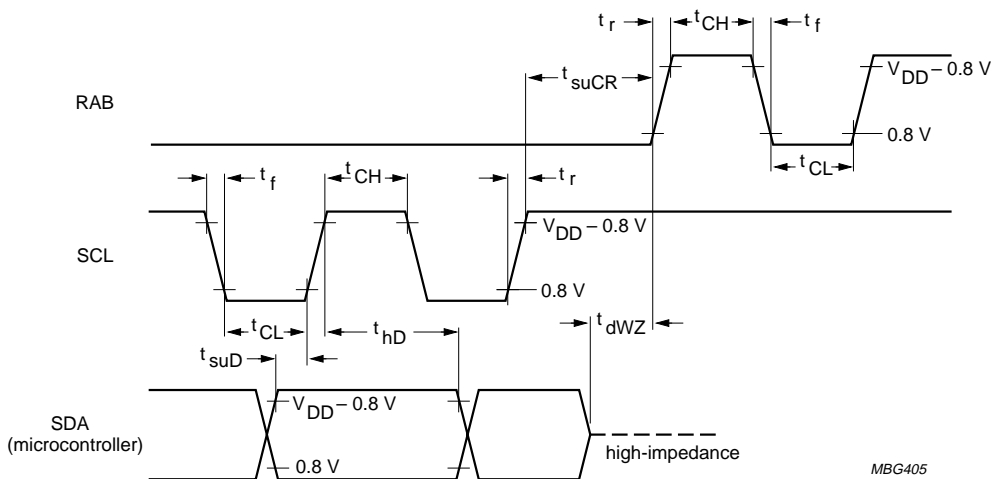 t r t CH t f
t suCR
V DD – 0.8 V
RAB
0.8 V
t CL
t f t CH t r
V DD – 0.8 V
SCL
0.8 V
t CL t hD t dWZ
t suD
V DD – 0.8 V
SDA
(microcontroller)
high-impedance
0.8 V
MBG405